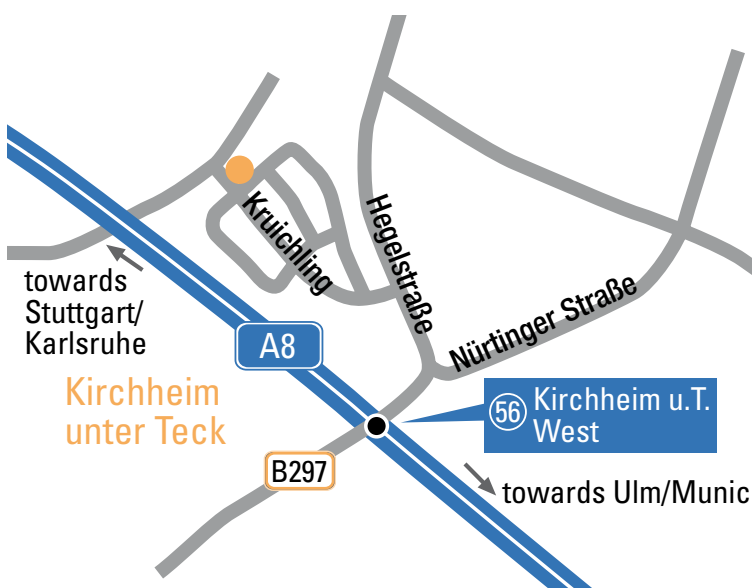 Kruichling
Hegelstraße
Nürtinger Straße
towards
Stuttgart/
Karlsruhe
A8
Kirchheim
unter Teck
56 Kirchheim u.T.
West
B297
towards Ulm/Munic